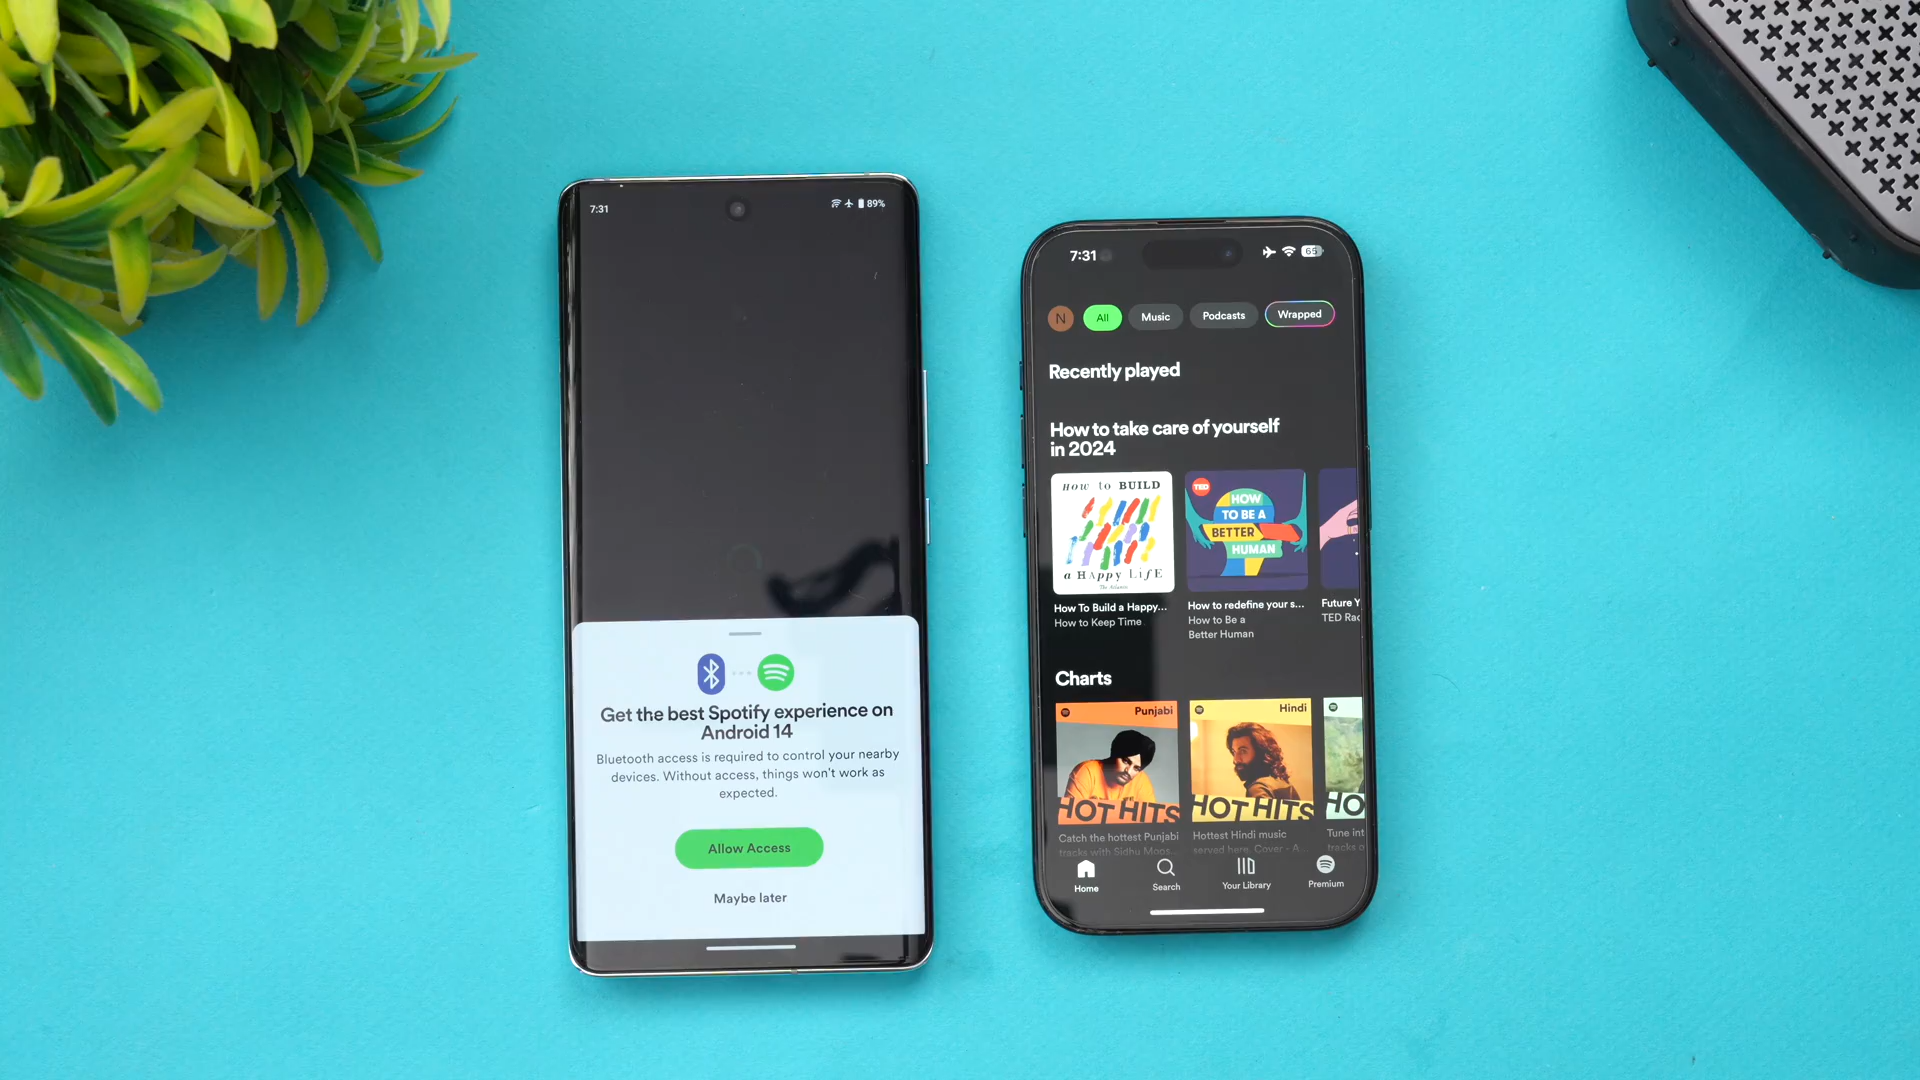 7:31
89%
Get the best Spotify experience on
Android 14
Bluetooth access is required to control your nearby
devices. Without access, things won't work as
expected.
Allow Access
Maybe later
7:31
65
N
All
Music
Podcasts
Wrapped
Recently played
How to take care of yourself
in 2024
HOW to BUILD
a HAppy LiFE
The Atlantic
TED
HOW
TO BE A
BETTER
HUMAN
How To Build a Happy...
How to Keep Time
How to redefine your s...
How to Be a
Better Human
Future Y
TED Rad
Charts
Punjabi
HOT HITS
Hindi
HOT HITS
HO
Catch the hottest Punjabi
tracks with Sidhu Moos...
Hottest Hindi music
served here. Cover - A...
Tune int
tracks o
Home
Search
Your Library
Premium